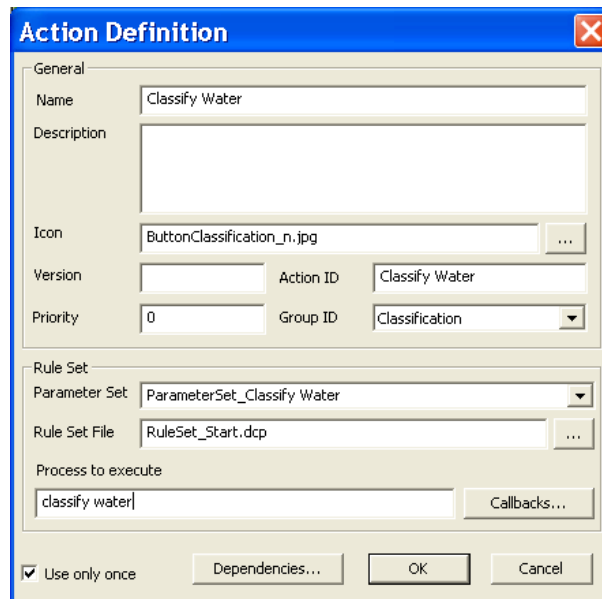 Action Definition
General
Name Classify Water
Description
Icon ButtonClassification_n.jpg ...
Version Action ID Classify Water
Priority 0 Group ID Classification
Rule Set
Parameter Set ParameterSet_Classify Water
Rule Set File RuleSet_Start.dcp ...
Process to execute
classify water Callbacks...
Use only once Dependencies... OK Cancel